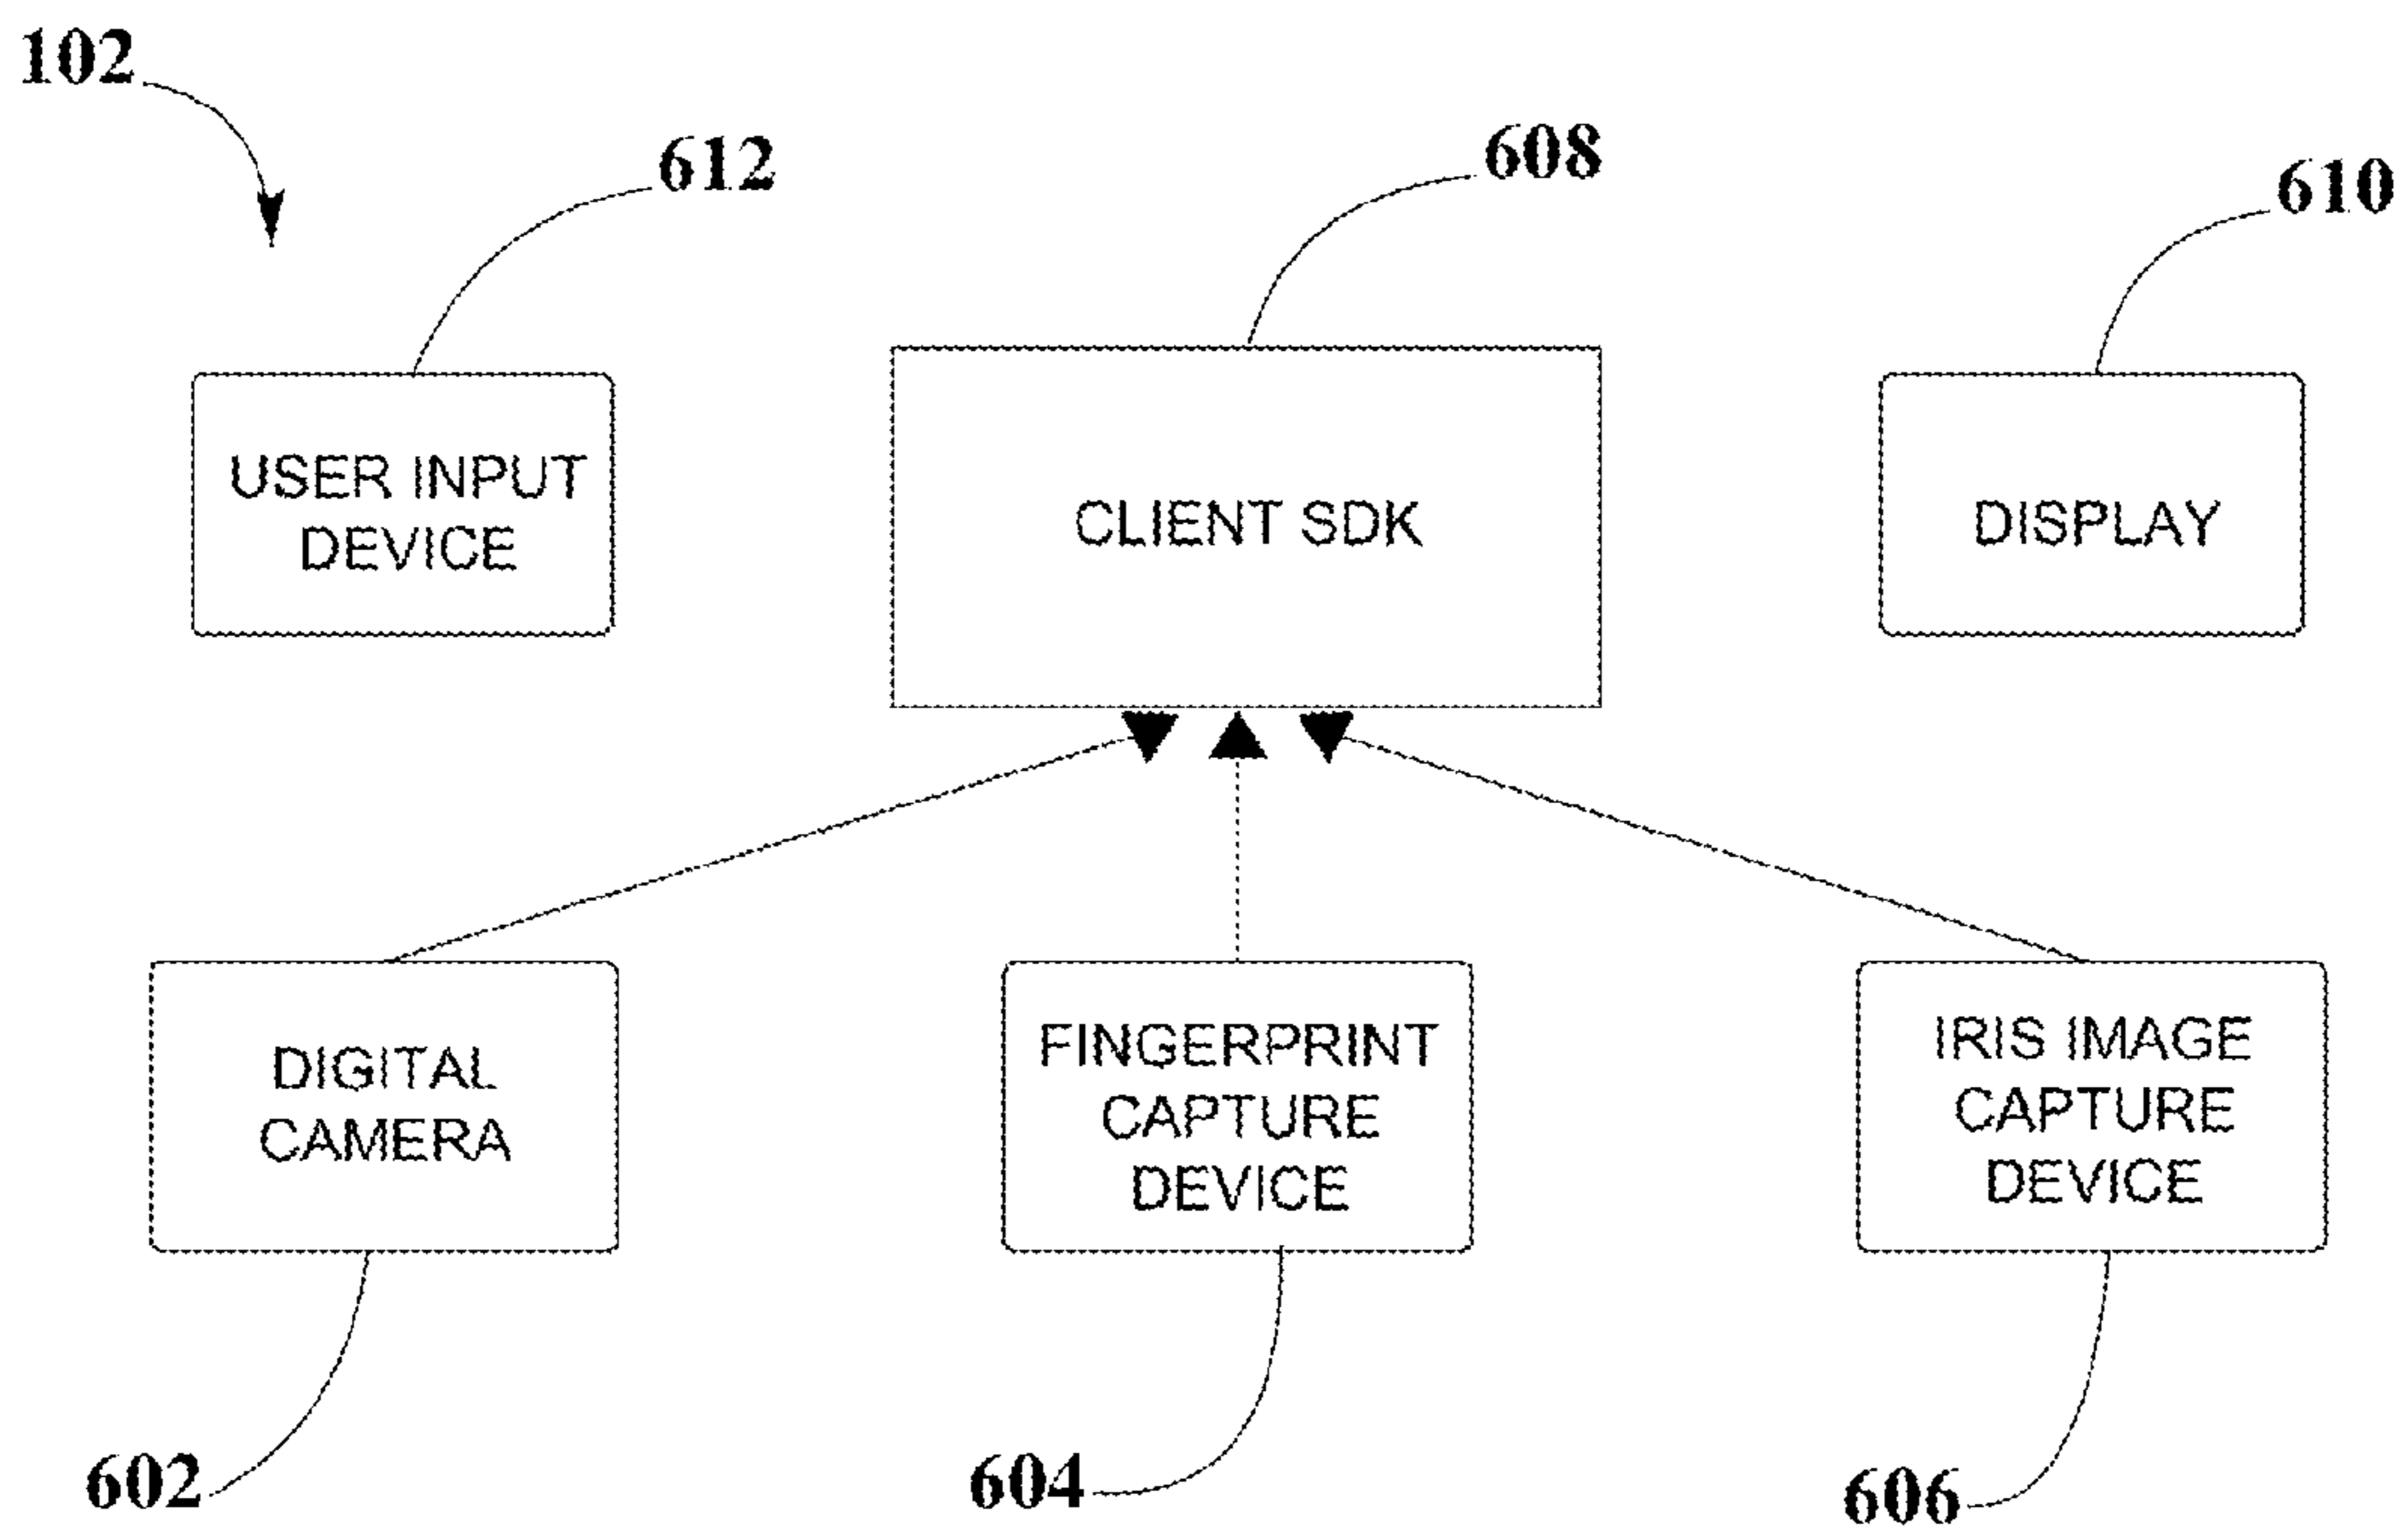 102
612
608
610
USER INPUT
DEVICE
CLIENT SDK
DISPLAY
DIGITAL
CAMERA
FINGERPRINT
CAPTURE
DEVICE
IRIS IMAGE
CAPTURE
DEVICE
602
604
606